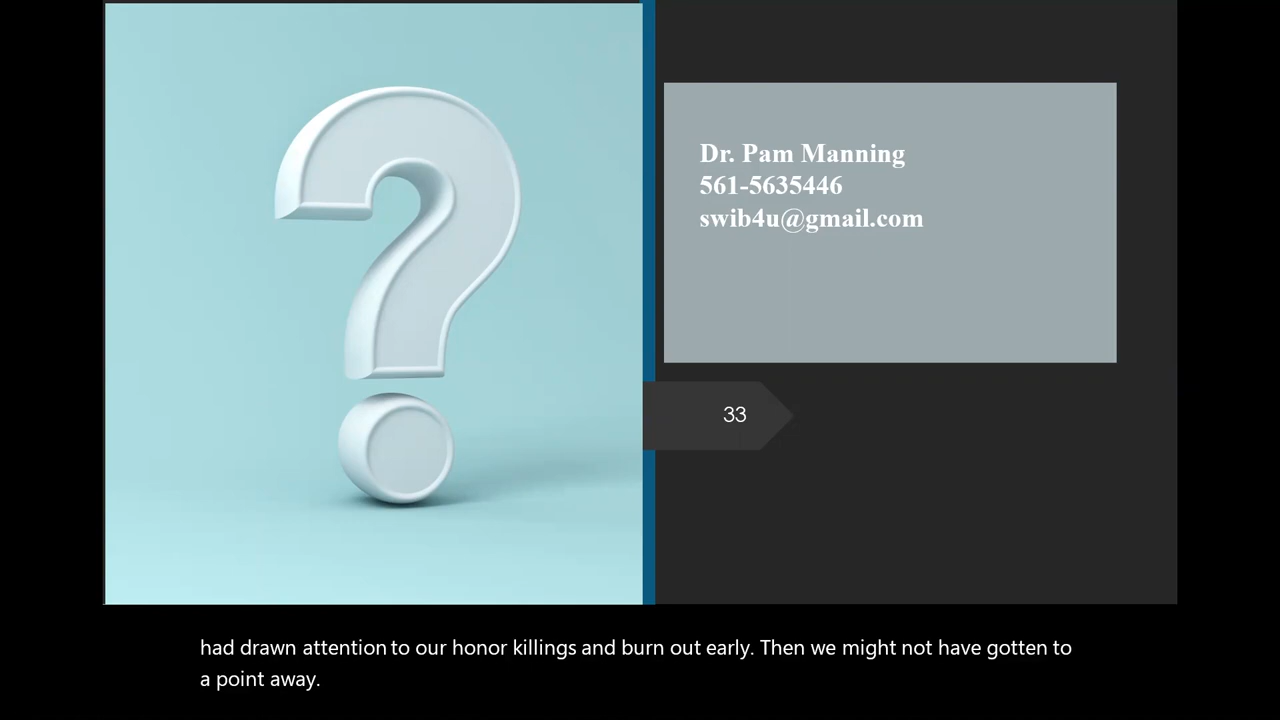 Dr. Pam Manning
561-5635446
swib4u@gmail.com
33
had drawn attention to our honor killings and burn out early. Then we might not have gotten to
a point away.